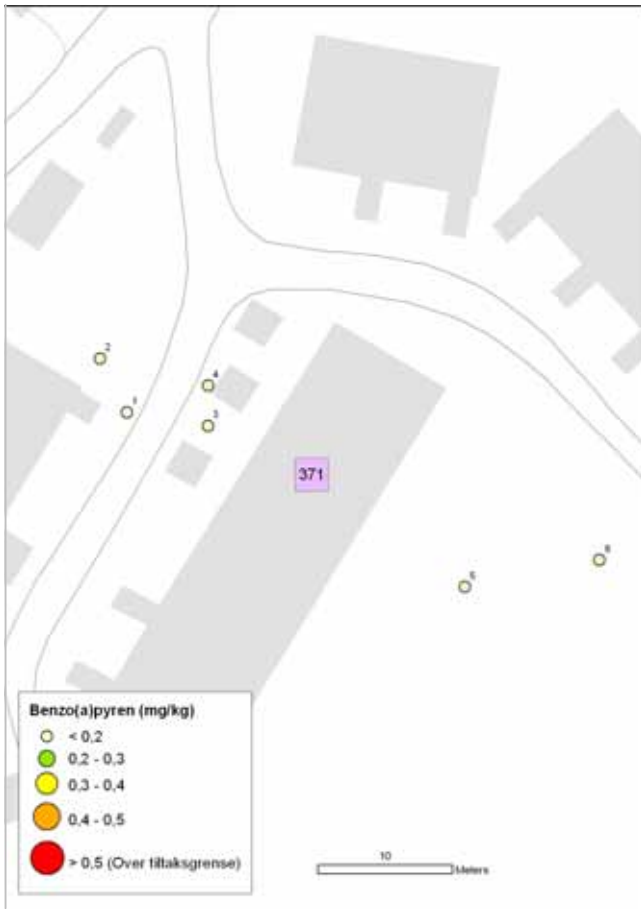 2
1
4
3
371
6
5
Benzo(a)pyren (mg/kg)
< 0,2
0,2 - 0,3
0,3 - 0,4
0,4 - 0,5
> 0,5 (Over tiltaksgrense)
10
Meters